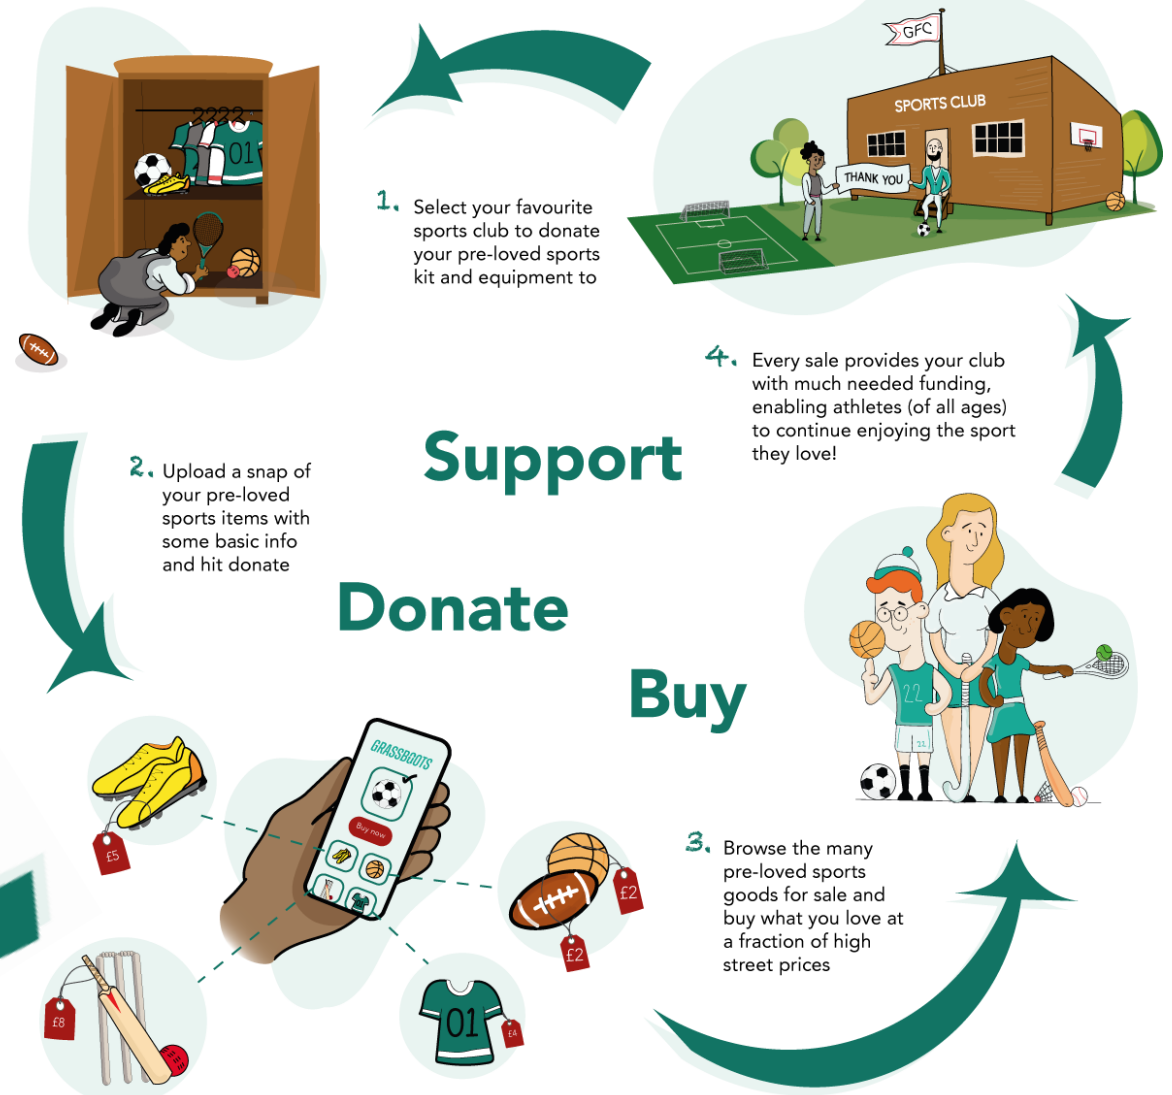 GFC
SPORTS CLUB
THANK YOU
01
1. Select your favourite
sports club to donate
your pre-loved sports
kit and equipment to
2. Upload a snap of
your pre-loved
sports items with
some basic info
and hit donate
4. Every sale provides your club
with much needed funding,
enabling athletes (of all ages)
to continue enjoying the sport
they love!
Support
Donate
Buy
22
22
GRASSBOOTS
Buy now
£5
£2
£2
£8
01
£4
3. Browse the many
pre-loved sports
goods for sale and
buy what you love at
a fraction of high
street prices